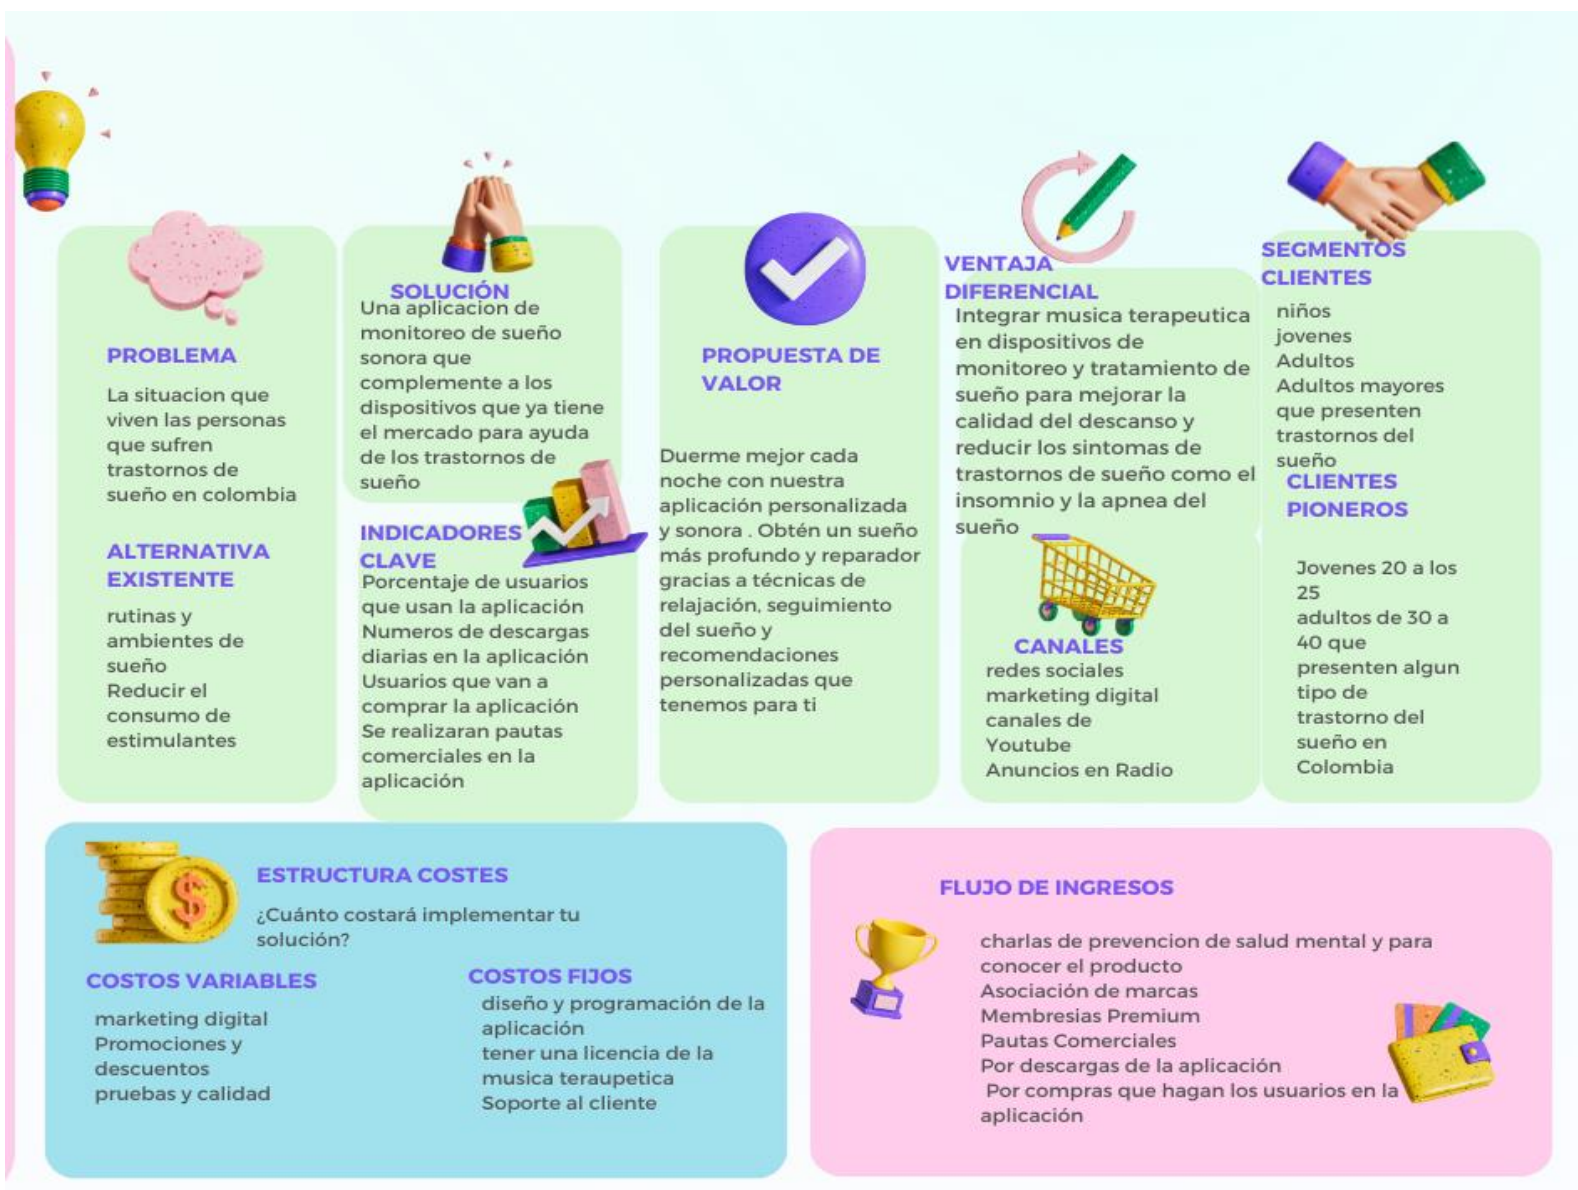 PROBLEMA
La situacion que
viven las personas
que sufren
trastornos de
sueño en colombia
ALTERNATIVA
EXISTENTE
rutinas y
ambientes de
sueño
Reducir el
consumo de
estimulantes
SOLUCIÓN
Una aplicacion de
monitoreo de sueño
sonora que
complemente a los
dispositivos que ya tiene
el mercado para ayuda
de los trastornos de
sueño
INDICADORES
CLAVE
Porcentaje de usuarios
que usan la aplicación
Numeros de descargas
diarias en la aplicación
Usuarios que van a
comprar la aplicación
Se realizaran pautas
comerciales en la
aplicación
PROPUESTA DE
VALOR
Duerme mejor cada
noche con nuestra
aplicación personalizada
y sonora . Obtén un sueño
más profundo y reparador
gracias a técnicas de
relajación, seguimiento
del sueño y
recomendaciones
personalizadas que
tenemos para ti
VENTAJA
DIFERENCIAL
Integrar musica terapeutica
en dispositivos de
monitoreo y tratamiento de
sueño para mejorar la
calidad del descanso y
reducir los sintomas de
trastornos de sueño como el
insomnio y la apnea del
sueño
CANALES
redes sociales
marketing digital
canales de
Youtube
Anuncios en Radio
SEGMENTOS
CLIENTES
niños
jovenes
Adultos
Adultos mayores
que presenten
trastornos del
sueño
CLIENTES
PIONEROS
Jovenes 20 a los
25
adultos de 30 a
40 que
presenten algun
tipo de
trastorno del
sueño en
Colombia
ESTRUCTURA COSTES
¿Cuánto costará implementar tu
solución?
COSTOS VARIABLES
marketing digital
Promociones y
descuentos
pruebas y calidad
COSTOS FIJOS
diseño y programación de la
aplicación
tener una licencia de la
musica teraupetica
Soporte al cliente
FLUJO DE INGRESOS
charlas de prevencion de salud mental y para
conocer el producto
Asociación de marcas
Membresias Premium
Pautas Comerciales
Por descargas de la aplicación
Por compras que hagan los usuarios en la
aplicación